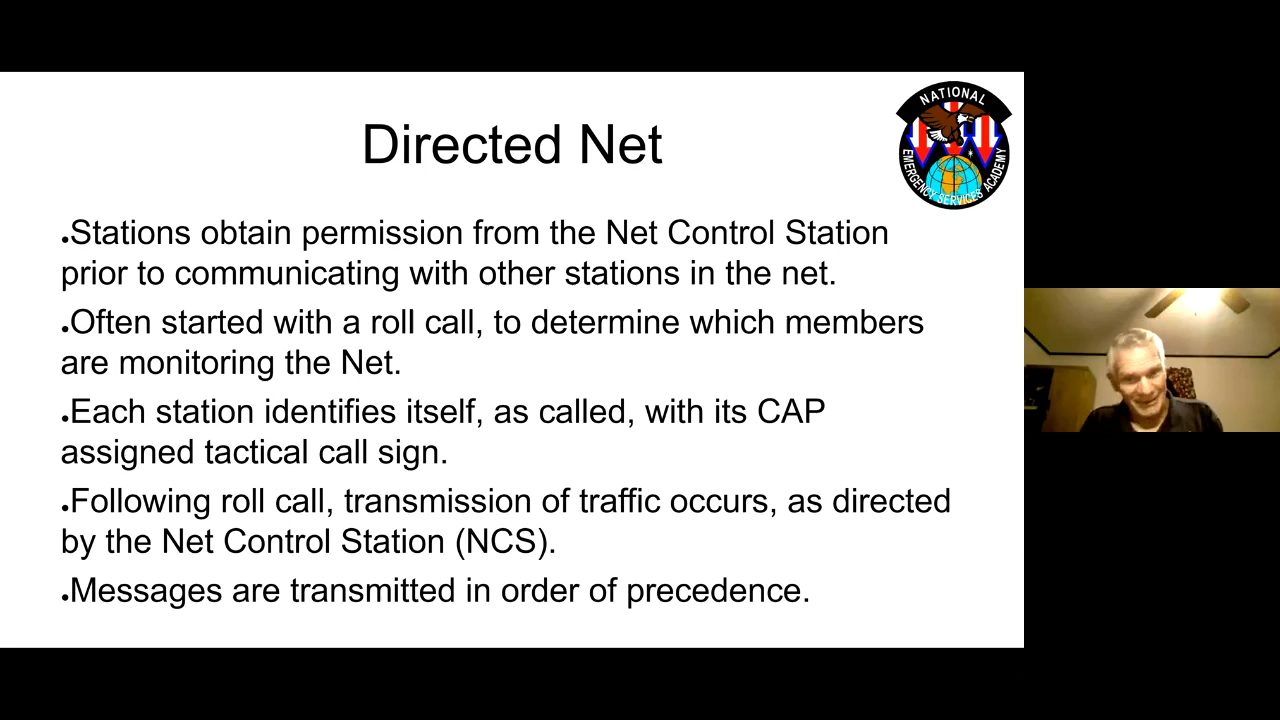 NATIONAL
EMERGENCY SERVICES ACADEMY
Directed Net
●Stations obtain permission from the Net Control Station
prior to communicating with other stations in the net.
●Often started with a roll call, to determine which members
are monitoring the Net.
●Each station identifies itself, as called, with its CAP
assigned tactical call sign.
●Following roll call, transmission of traffic occurs, as directed
by the Net Control Station (NCS).
●Messages are transmitted in order of precedence.